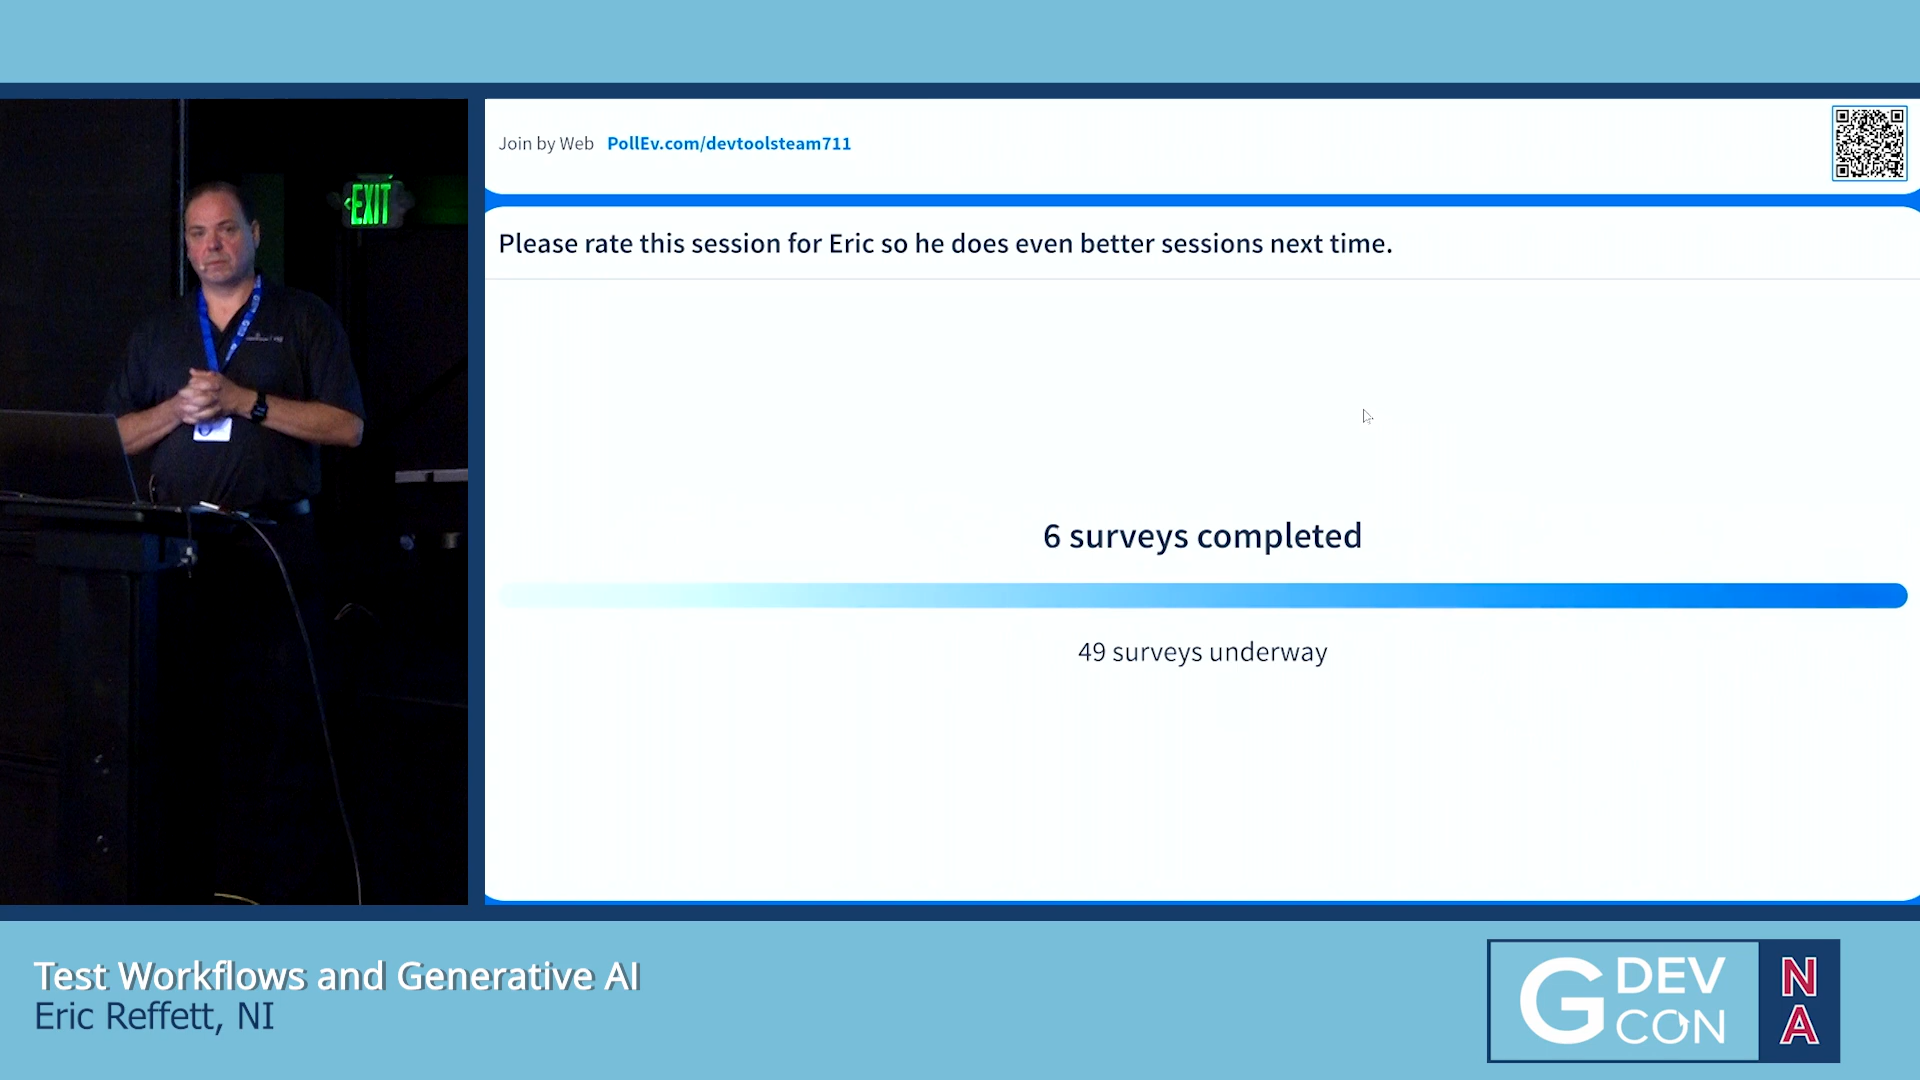 Join by Web PollEv.com/devtoolsteam711
Please rate this session for Eric so he does even better sessions next time.
EXIT
6 surveys completed
49 surveys underway
Test Workflows and Generative AI
Eric Reffett, NI
G DEV CON
N A